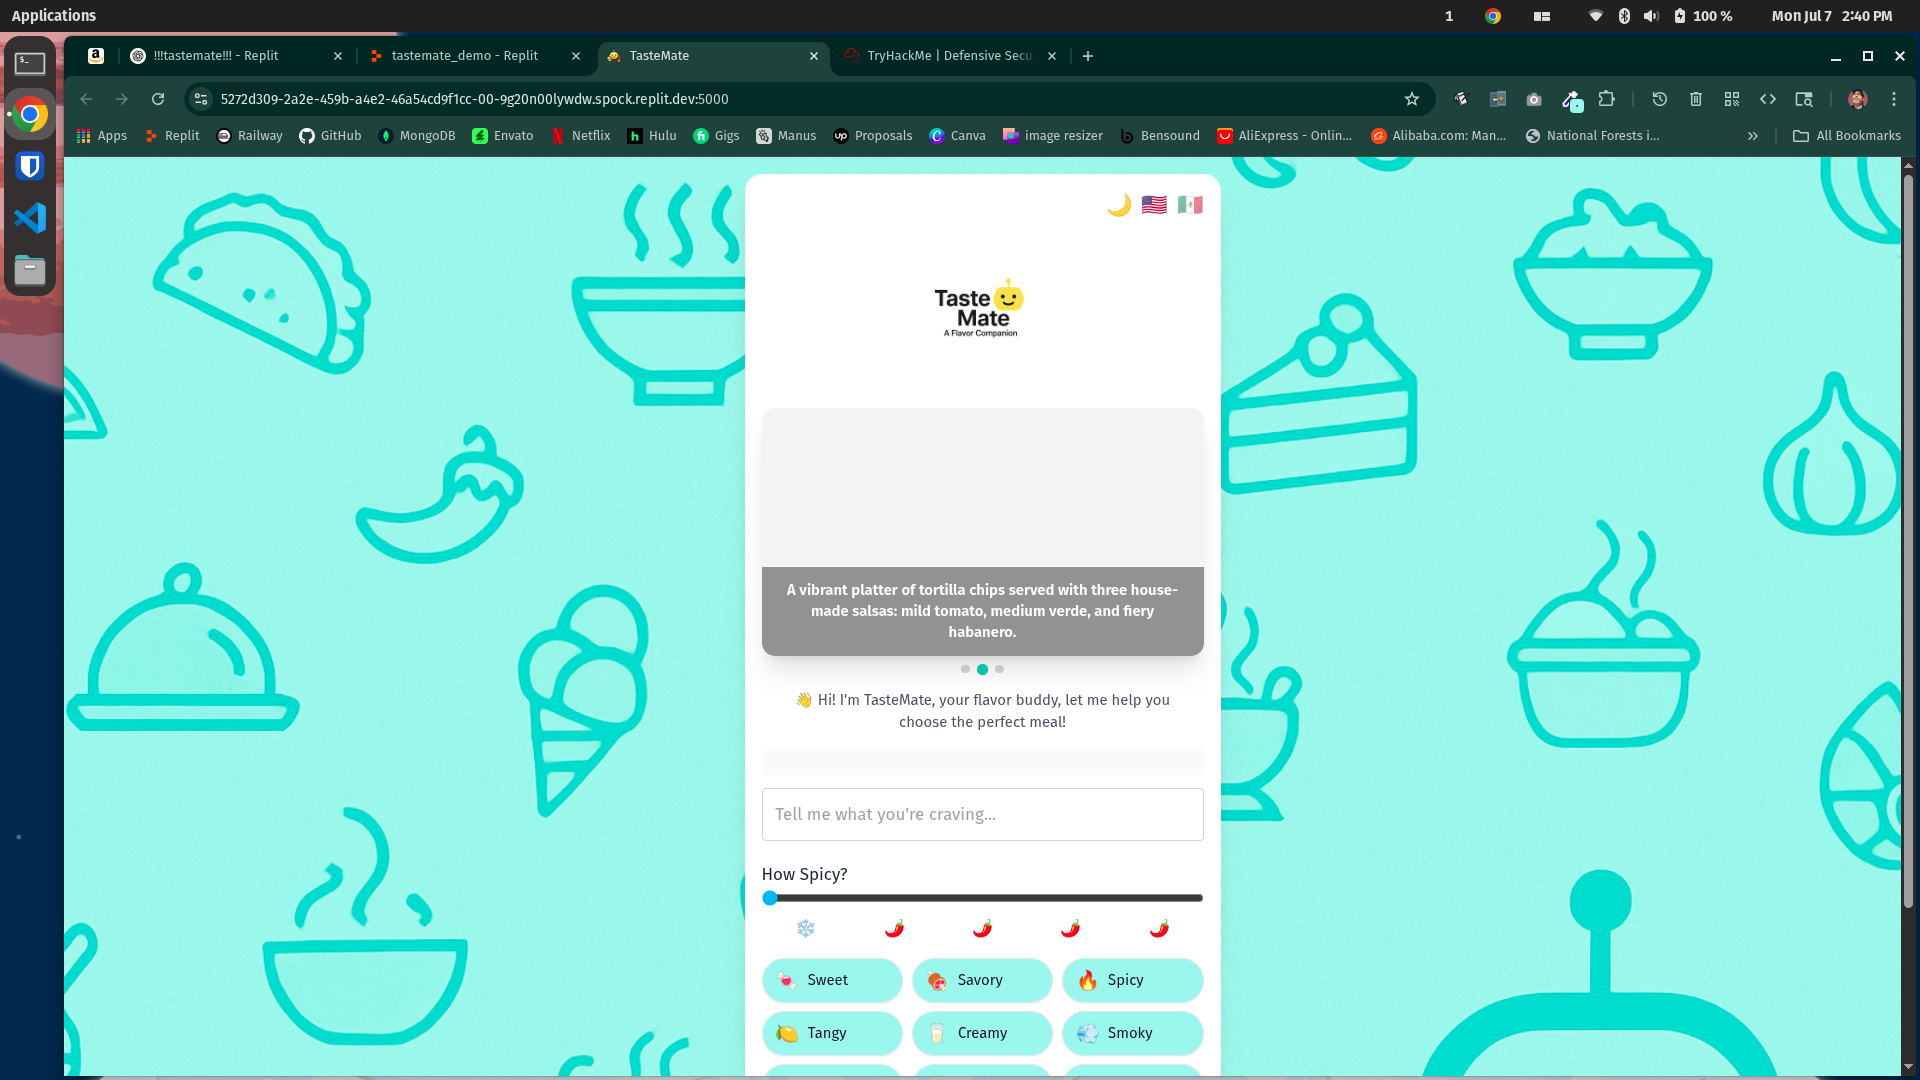 Applications
1
100 %
Mon Jul 7 2:40 PM
!!!tastemate!!! - Replit
tastemate_demo - Replit
TasteMate
TryHackMe | Defensive Secu
5272d309-2a2e-459b-a4e2-46a54cd9f1cc-00-9g20n00lywdw.spock.replit.dev:5000
Apps
Replit
Railway
GitHub
MongoDB
Envato
Netflix
Hulu
Gigs
Manus
Proposals
Canva
image resizer
Bensound
AliExpress - Onlin...
Alibaba.com: Man...
National Forests i...
All Bookmarks
Taste
Mate
A Flavor Companion
A vibrant platter of tortilla chips served with three house-
made salsas: mild tomato, medium verde, and fiery
habanero.
👋 Hi! I'm TasteMate, your flavor buddy, let me help you
choose the perfect meal!
Tell me what you're craving...
How Spicy?
Sweet
Savory
Spicy
Tangy
Creamy
Smoky